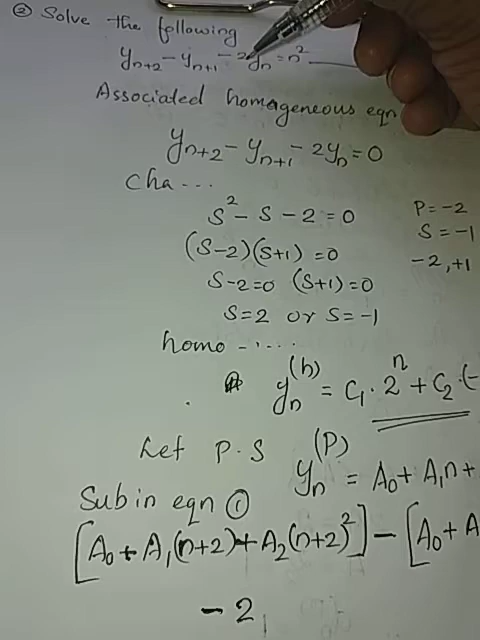 ② Solve the following
yₙ₊₂ - yₙ₊₁ - 2yₙ = n²
Associated homageneous eqn
yₙ₊₂ - yₙ₊₁ - 2yₙ = 0
Cha...
s² - s - 2 = 0
P = -2
(s-2)(s+1) = 0
S = -1
s-2=0 (s+1)=0
-2, +1
s=2 or s=-1
homo - ....
yₙ⁽ʰ⁾ = C₁·2ⁿ + C₂·(-
Let P.S yₙ⁽ᴾ⁾ = A₀ + A₁n +
Sub in eqn ①
[A₀ + A₁(n+2) + A₂(n+2)²] - [A₀ + A
- 2